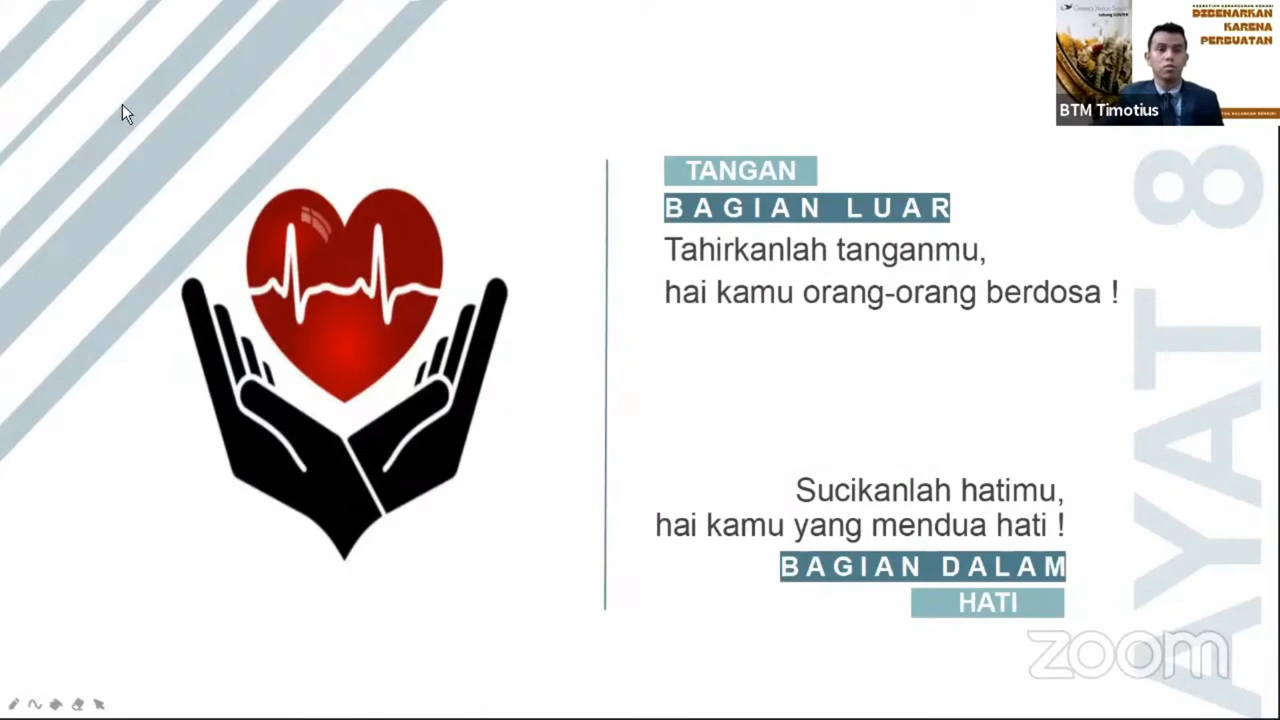 DIBENARKAN
KARENA
PERBUATAN
BTM Timotius
TANGAN
BAGIAN LUAR
Tahirkanlah tanganmu,
hai kamu orang-orang berdosa !
Sucikanlah hatimu,
hai kamu yang mendua hati !
BAGIAN DALAM
HATI
AYAT 8
zoom